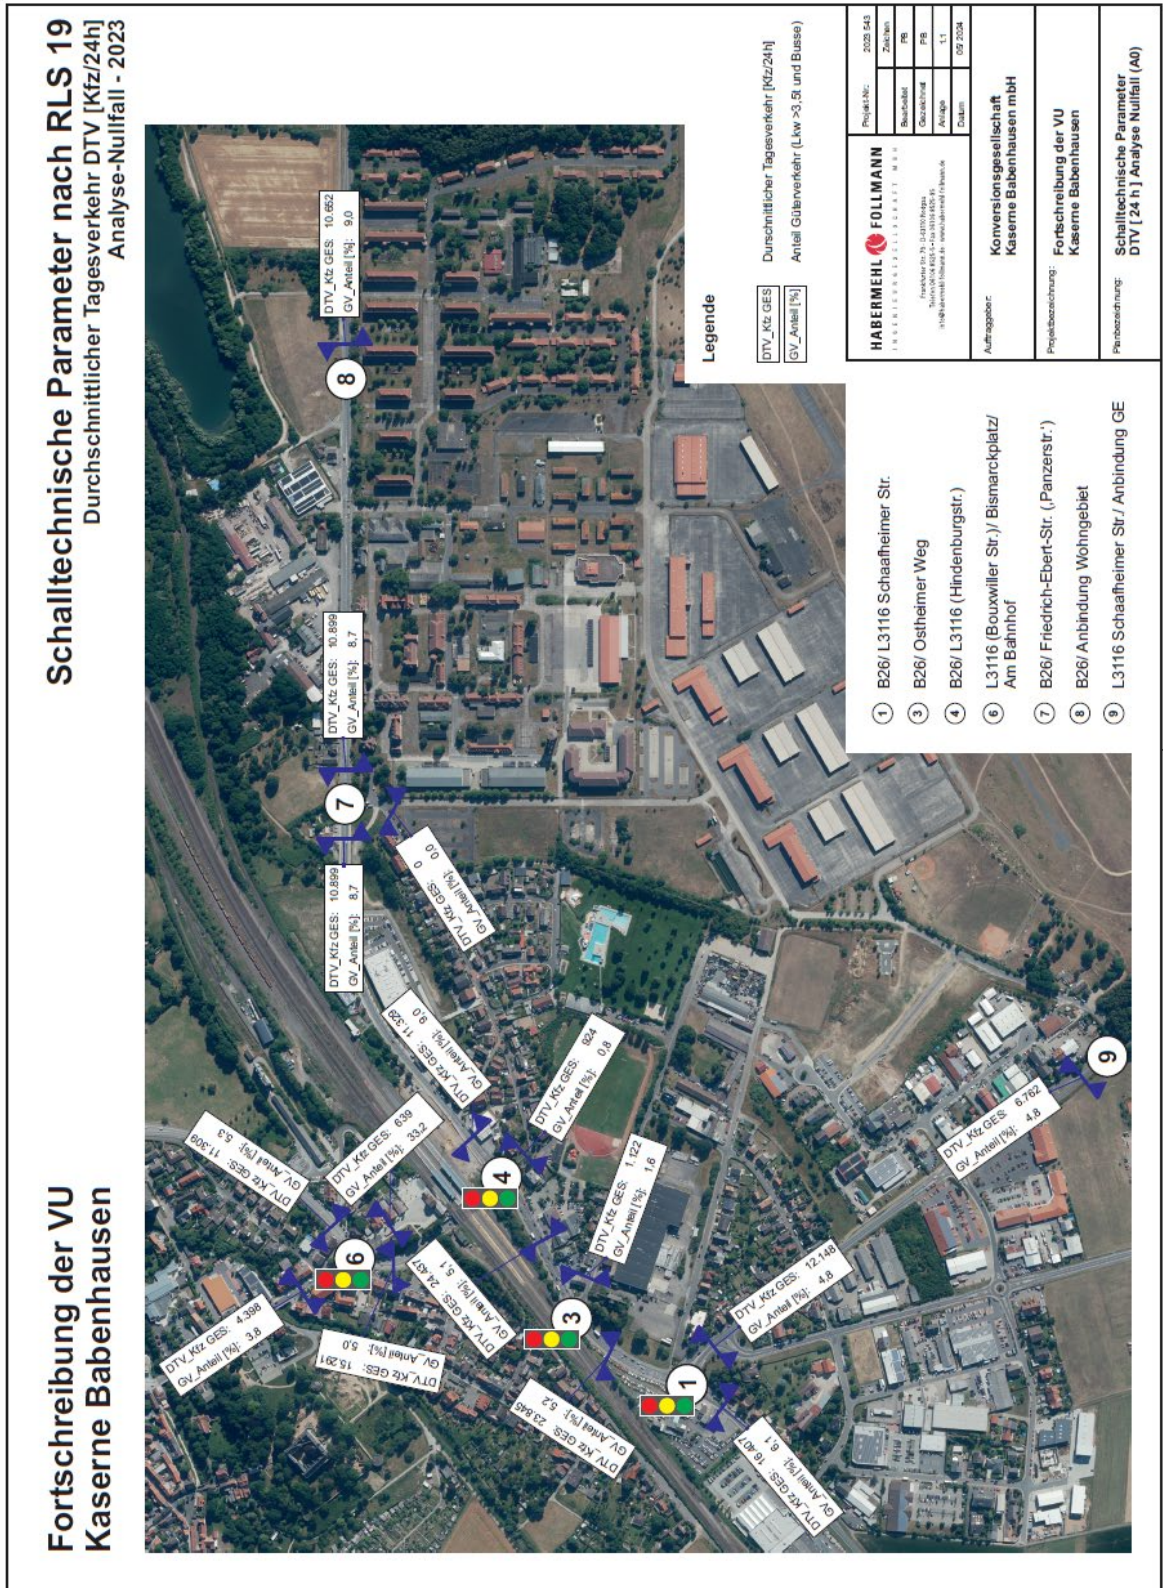 Fortschreibung der VU
Kaserne Babenhausen
Schalltechnische Parameter nach RLS 19
Durchschnittlicher Tagesverkehr DTV [Kfz/24h]
Analyse-Nullfall - 2023
DTV_Kfz GES: 4.398
GV_Anteil [%]: 3,8
DTV_Kfz GES: 11.309
GV_Anteil [%]: 5,3
DTV_Kfz GES: 639
GV_Anteil [%]: 33,2
6
DTV_Kfz GES: 15.291
GV_Anteil [%]: 5,0
DTV_Kfz GES: 24.437
GV_Anteil [%]: 5,1
DTV_Kfz GES: 11.329
GV_Anteil [%]: 9,0
4
DTV_Kfz GES: 924
GV_Anteil [%]: 0,8
DTV_Kfz GES: 10.899
GV_Anteil [%]: 8,7
7
DTV_Kfz GES: 10.899
GV_Anteil [%]: 8,7
DTV_Kfz GES: 0
GV_Anteil [%]: 0,0
DTV_Kfz GES: 10.652
GV_Anteil [%]: 9,0
8
DTV_Kfz GES: 23.845
GV_Anteil [%]: 5,2
3
DTV_Kfz GES: 1.122
GV_Anteil [%]: 1,6
1
DTV_Kfz GES: 12.148
GV_Anteil [%]: 4,8
DTV_Kfz GES: 16.407
GV_Anteil [%]: 6,1
DTV_Kfz GES: 6.762
GV_Anteil [%]: 4,8
9
Legende
DTV_Kfz GES Durschnittlicher Tagesverkehr [Kfz/24h]
GV_Anteil [%] Anteil Güterverkehr (Lkw >3,5t und Busse)
1 B26/ L3116 Schaafheimer Str.
3 B26/ Ostheimer Weg
4 B26/ L3116 (Hindenburgstr.)
6 L3116 (Bouxwiller Str.)/ Bismarckplatz/
Am Bahnhof
7 B26/ Friedrich-Ebert-Str. (‚Panzerstr.‘)
8 B26/ Anbindung Wohngebiet
9 L3116 Schaafheimer Str./ Anbindung GE
HABERMEHL FOLLMANN
INGENIEURGESELLSCHAFT MBH
Projekt-Nr.: 2023 543
Zeichen
Bearbeitet PB
Gezeichnet PB
Anlage 1.1
Datum 05/ 2024
Auftraggeber: Konversionsgesellschaft
Kaserne Babenhausen mbH
Projektbezeichnung: Fortschreibung der VU
Kaserne Babenhausen
Planbezeichnung: Schalltechnische Parameter
DTV [ 24 h ] Analyse Nullfall (A0)